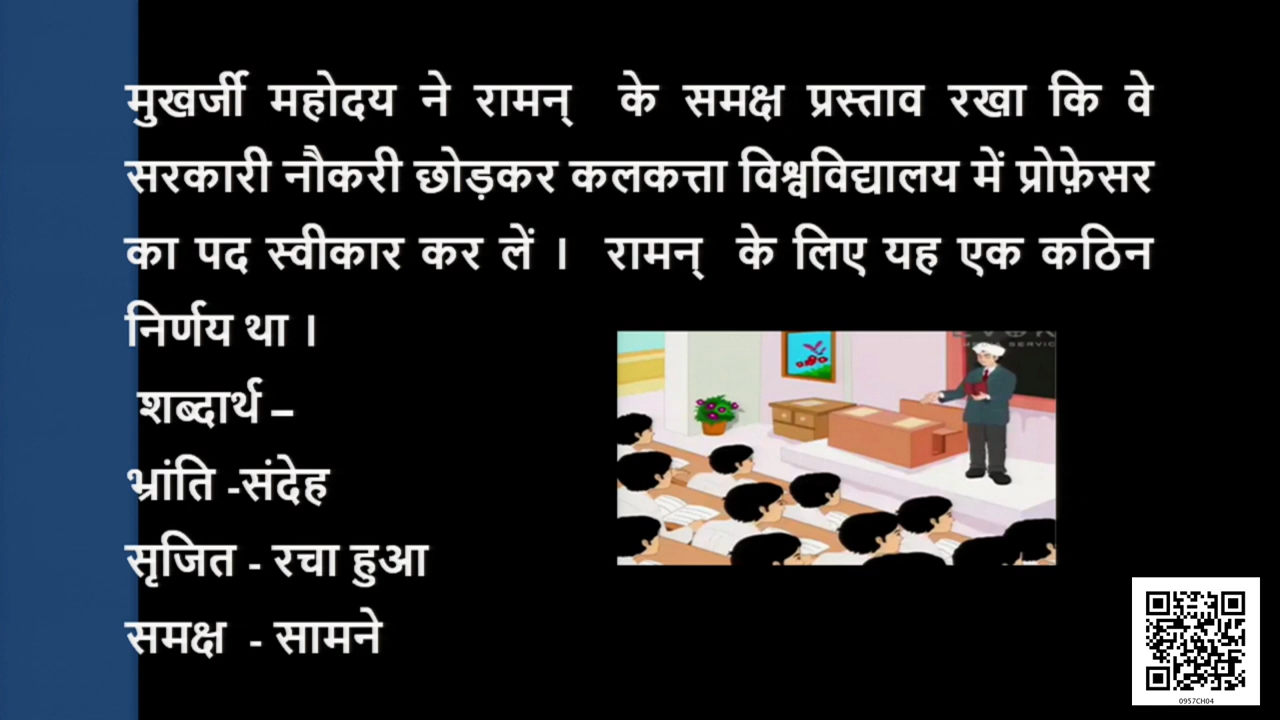 मुखर्जी महोदय ने रामन् के समक्ष प्रस्ताव रखा कि वे
सरकारी नौकरी छोड़कर कलकत्ता विश्वविद्यालय में प्रोफ़ेसर
का पद स्वीकार कर लें । रामन् के लिए यह एक कठिन
निर्णय था ।
शब्दार्थ –
भ्रांति -संदेह
सृजित - रचा हुआ
समक्ष - सामने
0957CH04